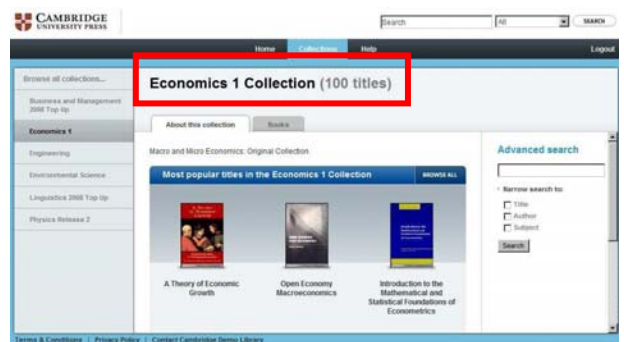 CAMBRIDGE
UNIVERSITY PRESS
Search
All
SEARCH
Home
Collections
Help
Logout
Browse all collections...
Business and Management
2008 Top Up
Economics 1
Engineering
Environmental Science
Linguistics 2008 Top Up
Physics Release 2
Economics 1 Collection (100 titles)
About this collection
Books
Macro and Micro Economics: Original Collection
Most popular titles in the Economics 1 Collection
BROWSE ALL
A Theory of Economic
Growth
Open Economy
Macroeconomics
Introduction to the
Mathematical and
Statistical Foundations of
Econometrics
Advanced search
Narrow search to:
Title
Author
Subject
Search
Terms & Conditions | Privacy Policy | Contact Cambridge Demo Library